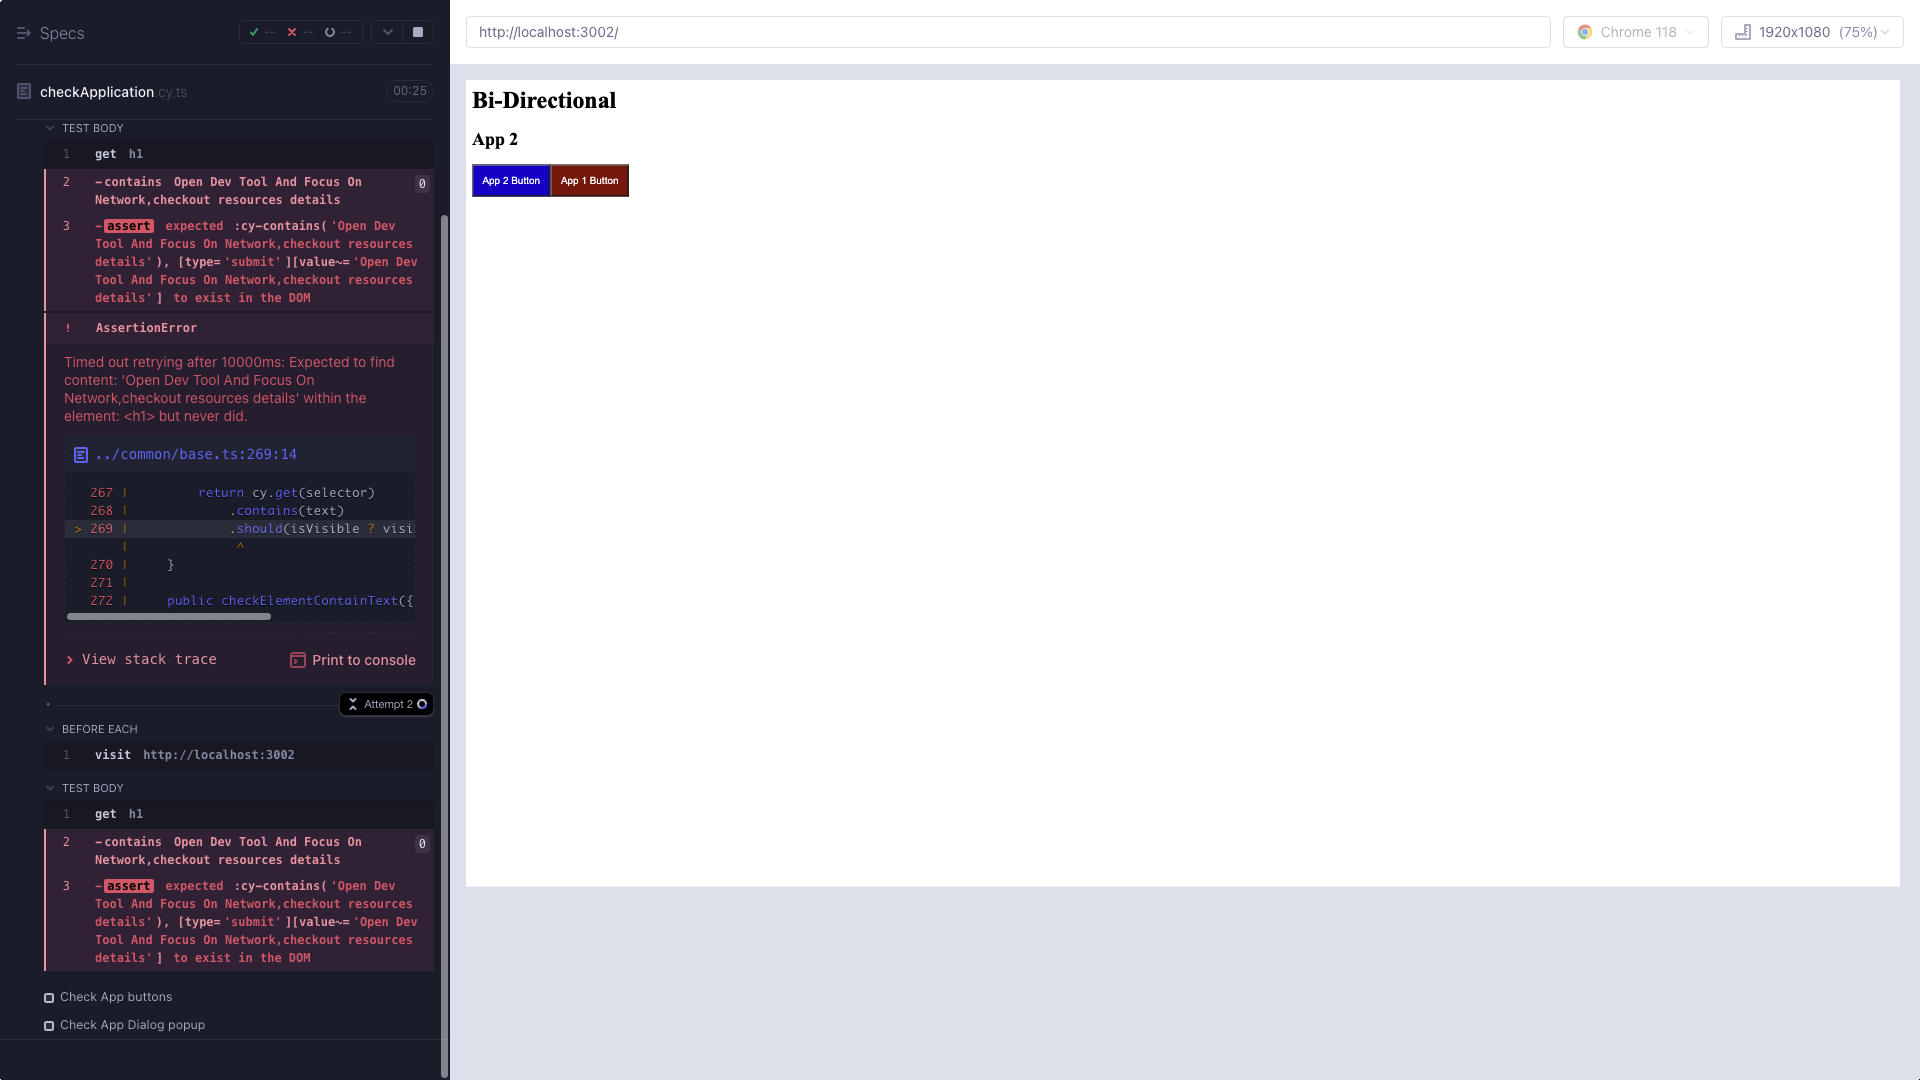 Specs
-- -- --
checkApplication.cy.ts
00:25
TEST BODY
1 get h1
2 -contains Open Dev Tool And Focus On
Network,checkout resources details
0
3 -assert expected :cy-contains('Open Dev
Tool And Focus On Network,checkout resources
details'), [type='submit'][value~='Open Dev
Tool And Focus On Network,checkout resources
details'] to exist in the DOM
! AssertionError
Timed out retrying after 10000ms: Expected to find
content: 'Open Dev Tool And Focus On
Network,checkout resources details' within the
element: <h1> but never did.
../common/base.ts:269:14
267 | return cy.get(selector)
268 | .contains(text)
> 269 | .should(isVisible ? visi
| ^
270 | }
271 |
272 | public checkElementContainText({
View stack trace
Print to console
Attempt 2
BEFORE EACH
1 visit http://localhost:3002
TEST BODY
1 get h1
2 -contains Open Dev Tool And Focus On
Network,checkout resources details
0
3 -assert expected :cy-contains('Open Dev
Tool And Focus On Network,checkout resources
details'), [type='submit'][value~='Open Dev
Tool And Focus On Network,checkout resources
details'] to exist in the DOM
Check App buttons
Check App Dialog popup
http://localhost:3002/
Chrome 118
1920x1080 (75%)
Bi-Directional
App 2
App 2 Button
App 1 Button